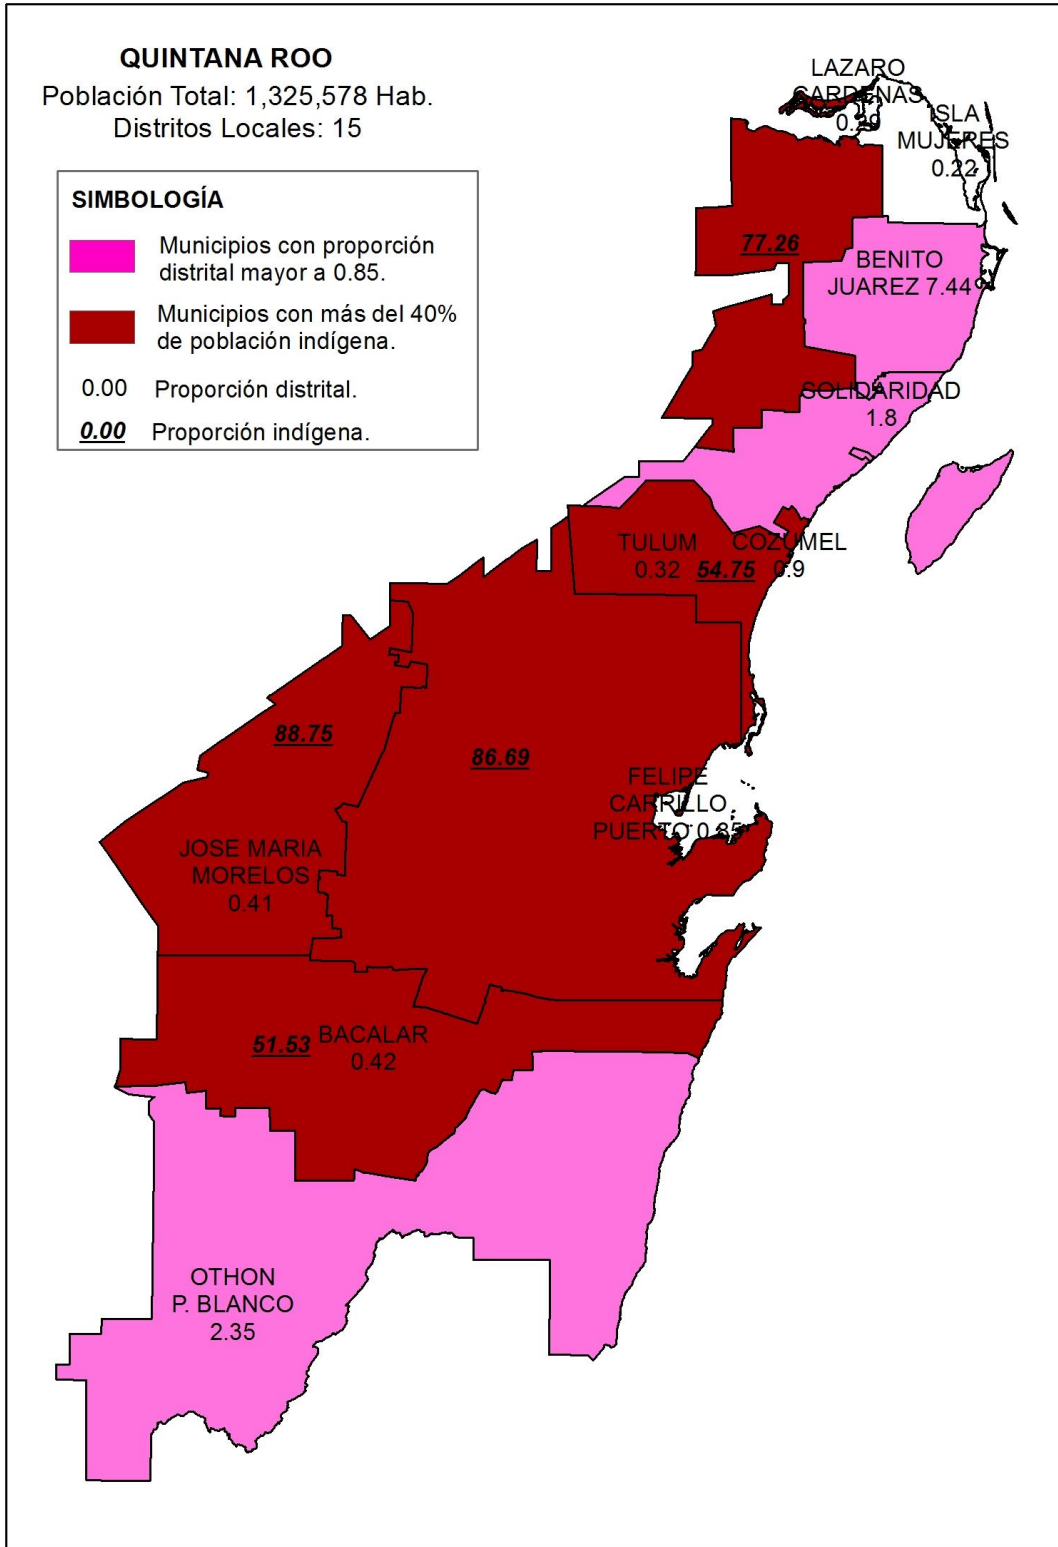 QUINTANA ROO
Población Total: 1,325,578 Hab.
Distritos Locales: 15
SIMBOLOGÍA
Municipios con proporción
distrital mayor a 0.85.
Municipios con más del 40%
de población indígena.
0.00 Proporción distrital.
0.00 Proporción indígena.
LAZARO
CARDENAS
0.29
ISLA
MUJERES
0.22
77.26
BENITO
JUAREZ 7.44
SOLIDARIDAD
1.8
TULUM
0.32
54.75
COZUMEL
0.9
88.75
86.69
FELIPE
CARRILLO
PUERTO 0.85
JOSE MARIA
MORELOS
0.41
51.53
BACALAR
0.42
OTHON
P. BLANCO
2.35